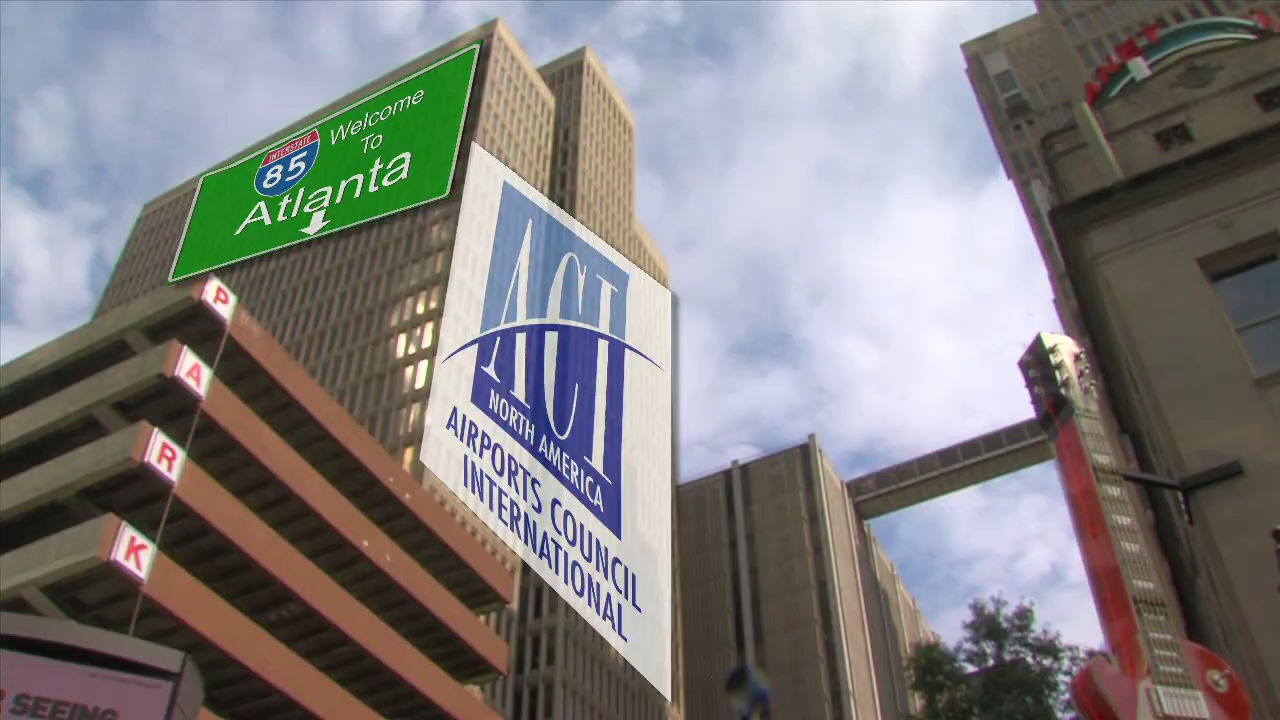 INTERSTATE
85
Welcome
To
Atlanta
ACI
NORTH AMERICA
AIRPORTS COUNCIL
INTERNATIONAL
P
A
R
K
SEEING